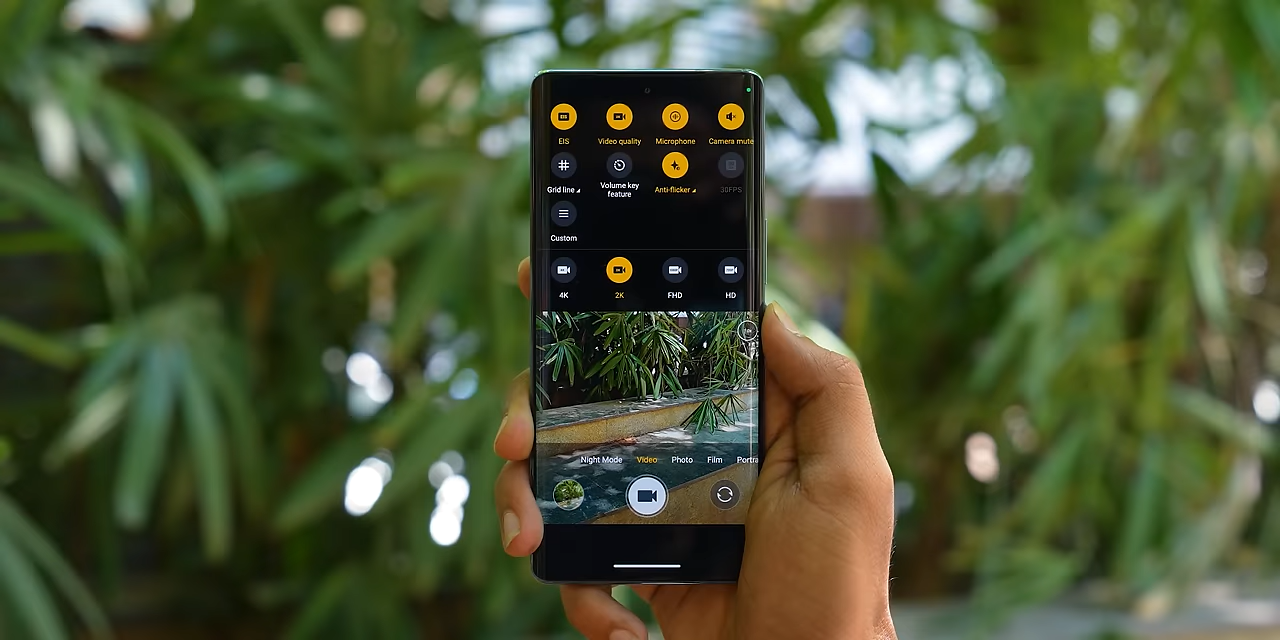 EIS Video quality Microphone Camera mute
Grid line Volume key Anti-flicker 30FPS
feature
Custom
4K 2K FHD HD
Night Mode Video Photo Film Portra